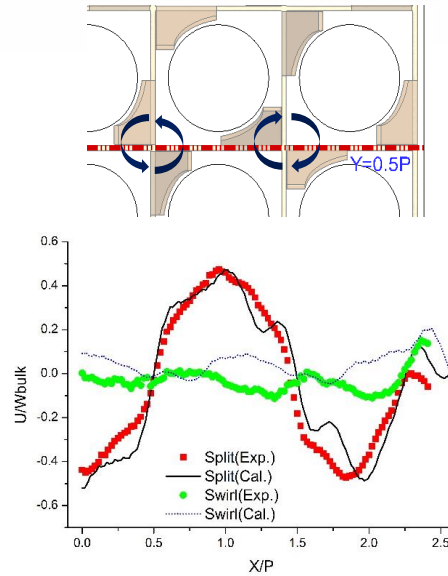 Y=0.5P
0.6
0.4
0.2
0.0
-0.2
-0.4
-0.6
U/Wbulk
Split(Exp.)
Split(Cal.)
Swirl(Exp.)
Swirl(Cal.)
0.0 0.5 1.0 1.5 2.0 2.5
X/P